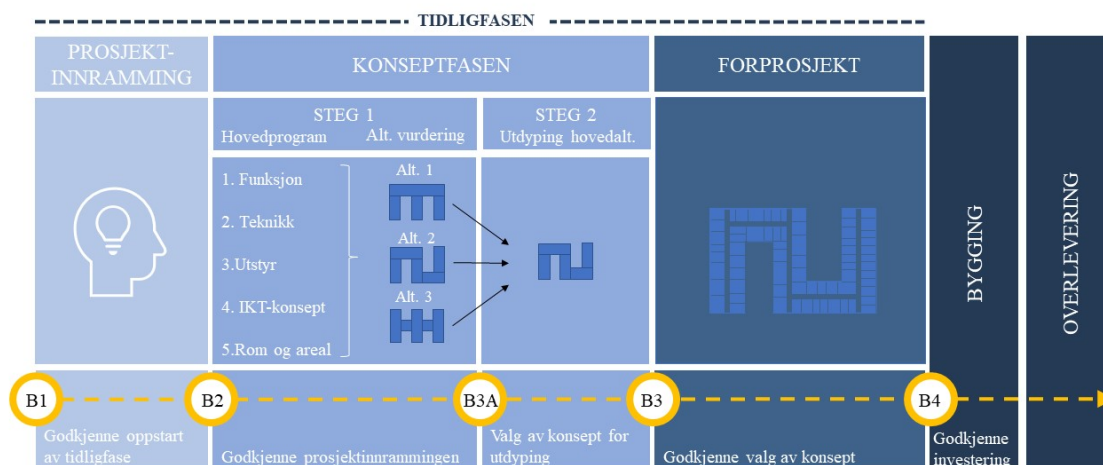 TIDLIGFASEN
PROSJEKT-
INNRAMMING
KONSEPTFASEN
FORPROSJEKT
BYGGING
OVERLEVERING
STEG 1
Hovedprogram
Alt. vurdering
STEG 2
Utdyping hovedalt.
1. Funksjon
2. Teknikk
3.Utstyr
4. IKT-konsept
5.Rom og areal
Alt. 1
Alt. 2
Alt. 3
B1
B2
B3A
B3
B4
Godkjenne oppstart
av tidligfase
Godkjenne prosjektinnrammingen
Valg av konsept for
utdyping
Godkjenne valg av konsept
Godkjenne
investering